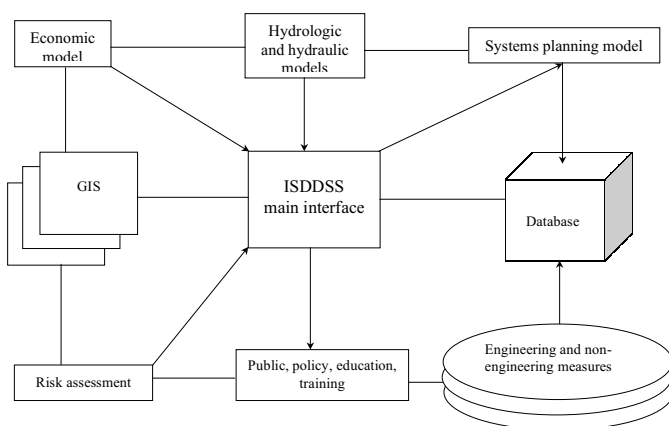 Economic
model
Hydrologic
and hydraulic
models
Systems planning model
GIS
ISDDSS
main interface
Database
Risk assessment
Public, policy, education,
training
Engineering and non-
engineering measures